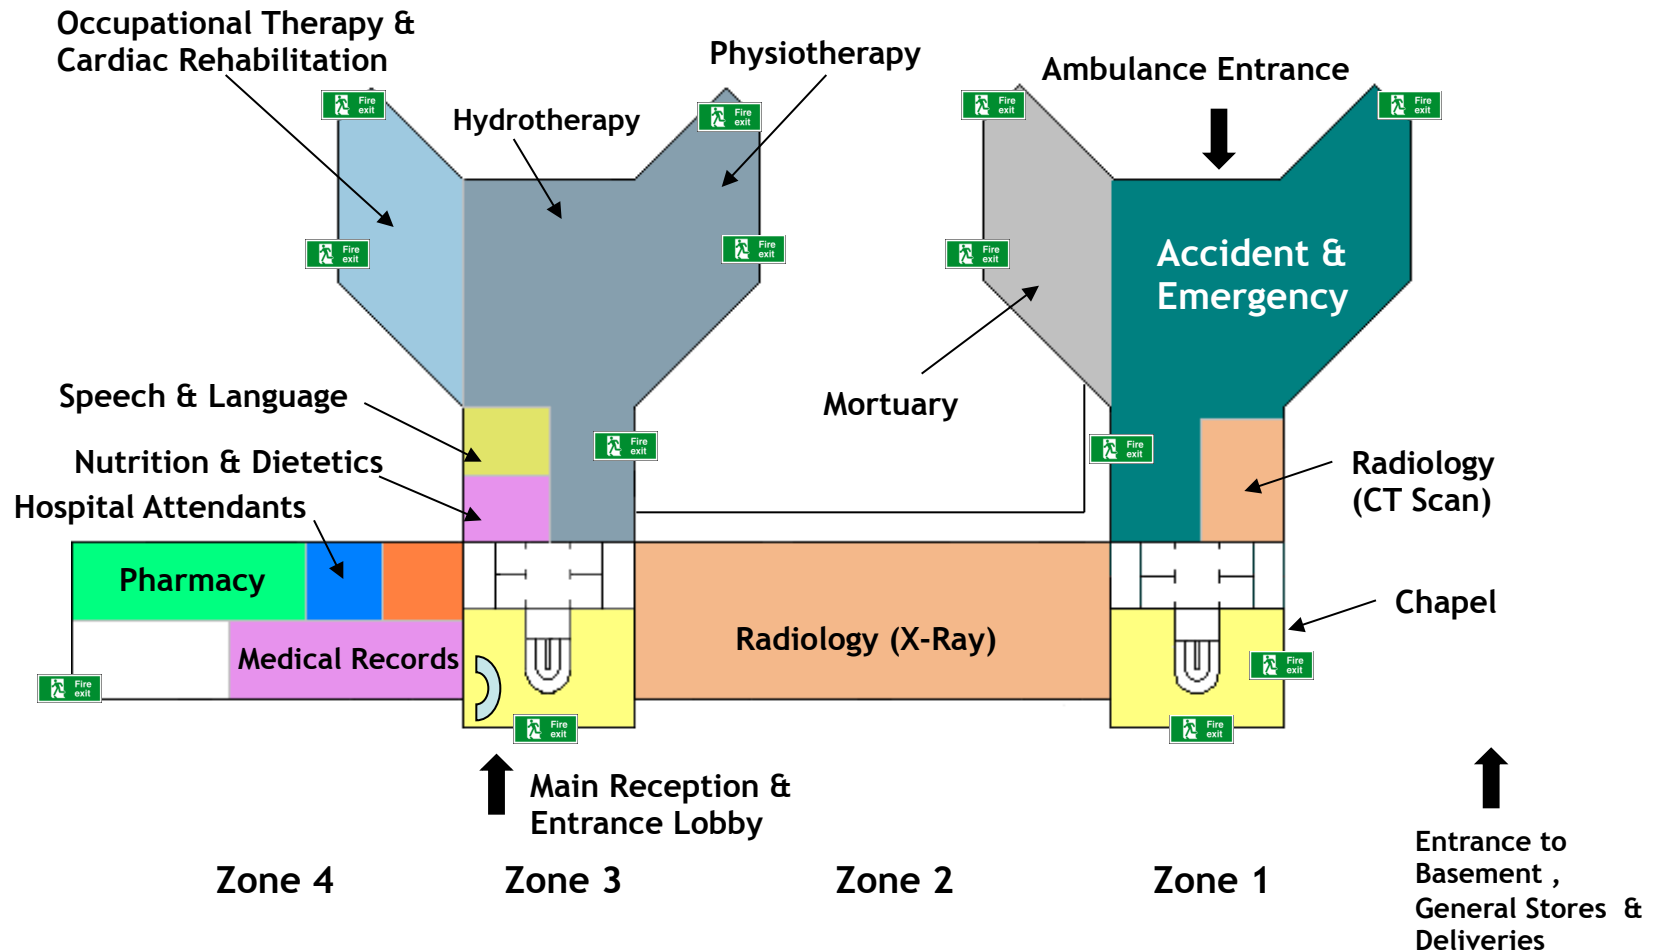 Occupational Therapy &
Cardiac Rehabilitation
Physiotherapy
Ambulance Entrance
Hydrotherapy
Fire
exit
Fire
exit
Fire
exit
Fire
exit
Fire
exit
Fire
exit
Fire
exit
Accident &
Emergency
Speech & Language
Mortuary
Fire
exit
Fire
exit
Nutrition & Dietetics
Radiology
(CT Scan)
Hospital Attendants
Pharmacy
Chapel
Medical Records
Radiology (X-Ray)
Fire
exit
Fire
exit
Fire
exit
Fire
exit
Main Reception &
Entrance Lobby
Entrance to
Basement ,
General Stores &
Deliveries
Zone 4
Zone 3
Zone 2
Zone 1